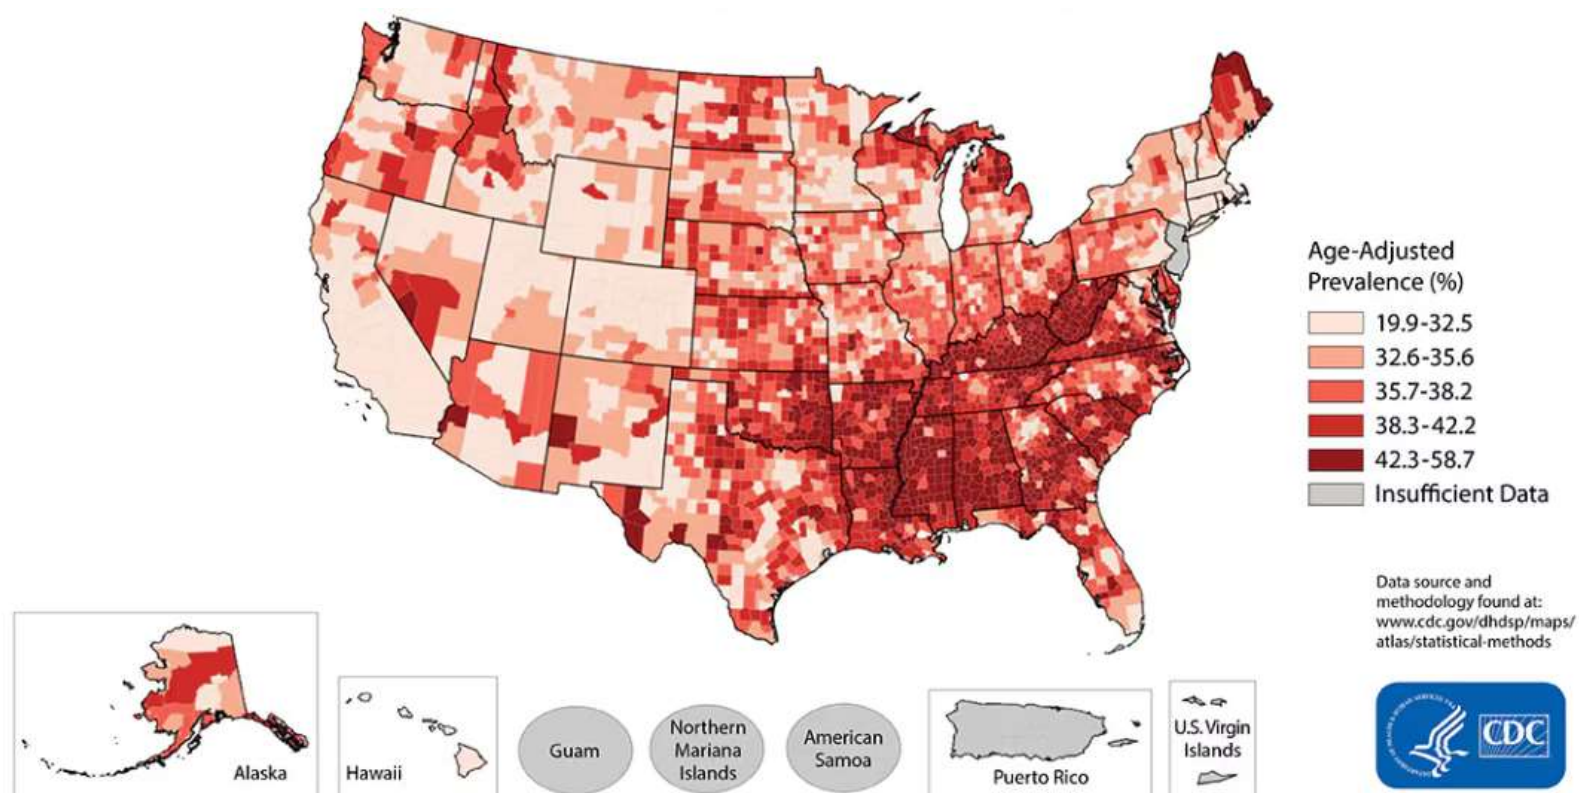 Age-Adjusted
Prevalence (%)
19.9-32.5
32.6-35.6
35.7-38.2
38.3-42.2
42.3-58.7
Insufficient Data
Data source and
methodology found at:
www.cdc.gov/dhdsp/maps/
atlas/statistical-methods
Alaska
Hawaii
Guam
Northern
Mariana
Islands
American
Samoa
Puerto Rico
U.S. Virgin
Islands
CDC